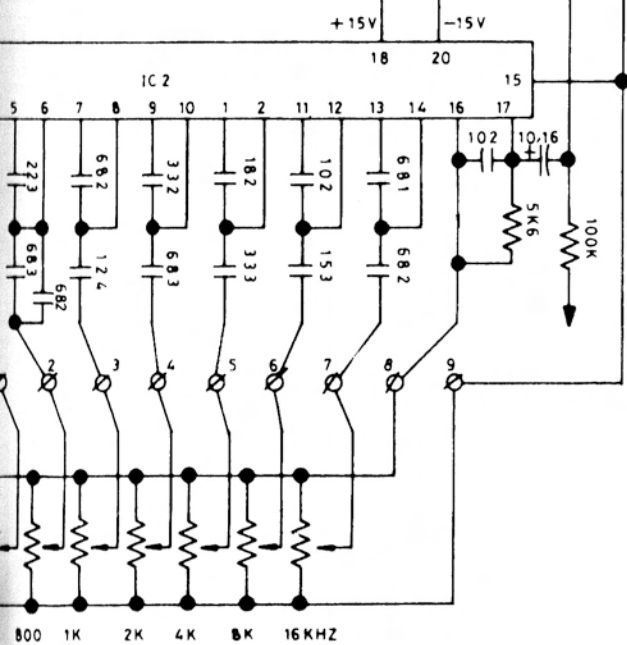 +15V -15V
18 20
IC 2 15
5 6 7 8 9 10 1 2 11 12 13 14 16 17
223 682 332 182 102 681 102 10,16
+
683 682 124 683 333 153 682 5K6 100K
2 3 4 5 6 7 8 9
800 1K 2K 4K 8K 16KHZ